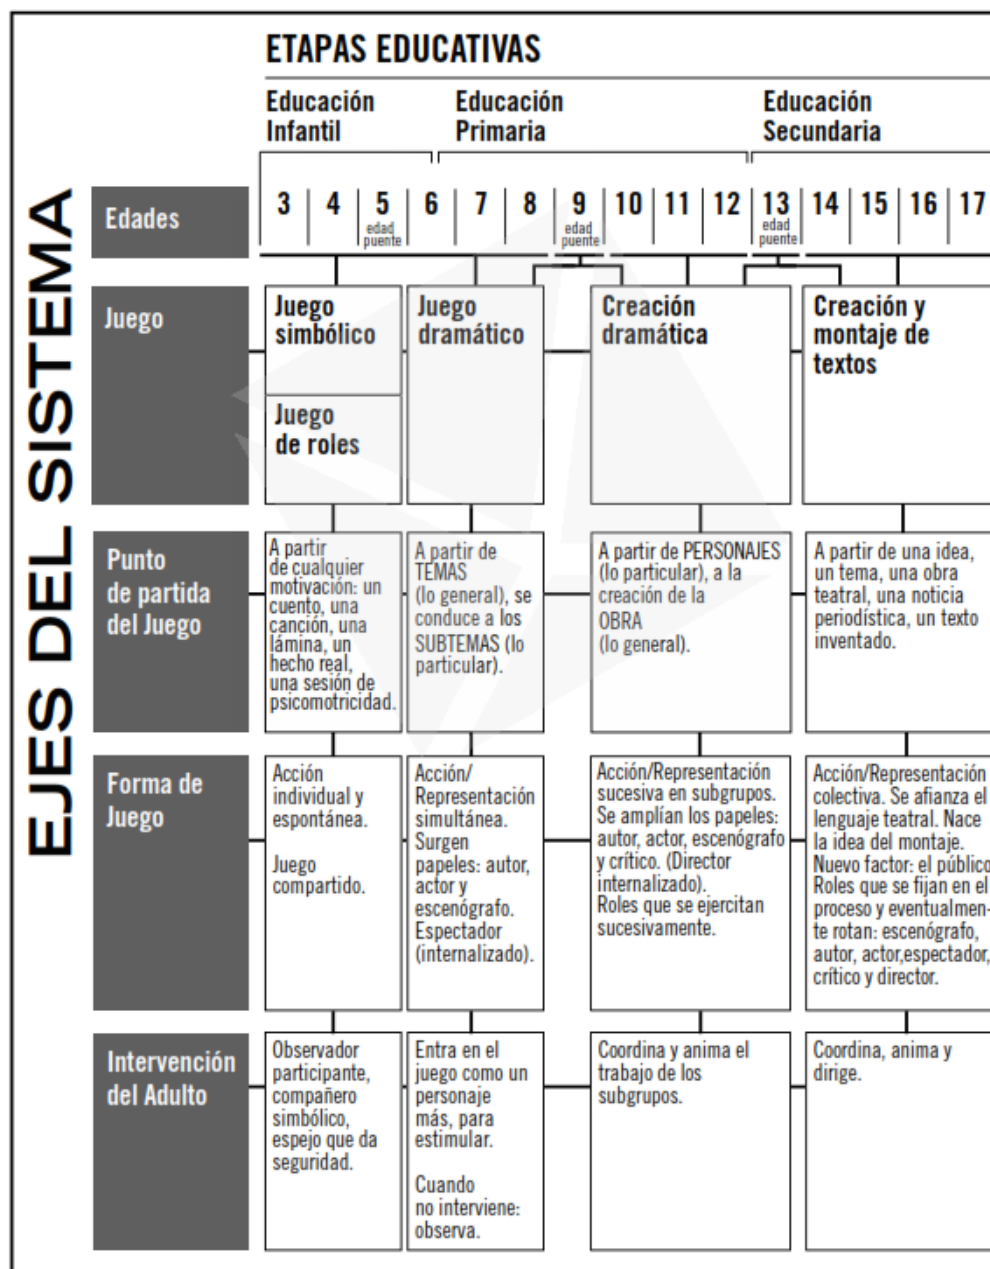 ETAPAS EDUCATIVAS
Educación
Infantil
Educación
Primaria
Educación
Secundaria
EJES DEL SISTEMA
Edades
3 4 5 6 7 8 9 10 11 12 13 14 15 16 17
edad
puente
edad
puente
edad
puente
Juego
Juego
simbólico
Juego
de roles
Juego
dramático
Creación
dramática
Creación y
montaje de
textos
Punto
de partida
del Juego
A partir
de cualquier
motivación: un
cuento, una
canción, una
lámina, un
hecho real,
una sesión de
psicomotricidad.
A partir de
TEMAS
(lo general), se
conduce a los
SUBTEMAS (lo
particular).
A partir de PERSONAJES
(lo particular), a la
creación de la
OBRA
(lo general).
A partir de una idea,
un tema, una obra
teatral, una noticia
periodística, un texto
inventado.
Forma de
Juego
Acción
individual y
espontánea.
Juego
compartido.
Acción/
Representación
simultánea.
Surgen
papeles: autor,
actor y
escenógrafo.
Espectador
(internalizado).
Acción/Representación
sucesiva en subgrupos.
Se amplían los papeles:
autor, actor, escenógrafo
y crítico. (Director
internalizado).
Roles que se ejercitan
sucesivamente.
Acción/Representación
colectiva. Se afianza el
lenguaje teatral. Nace
la idea del montaje.
Nuevo factor: el público
Roles que se fijan en el
proceso y eventualmen-
te rotan: escenógrafo,
autor, actor,espectador,
crítico y director.
Intervención
del Adulto
Observador
participante,
compañero
simbólico,
espejo que da
seguridad.
Entra en el
juego como un
personaje
más, para
estimular.
Cuando
no interviene:
observa.
Coordina y anima el
trabajo de los
subgrupos.
Coordina, anima y
dirige.